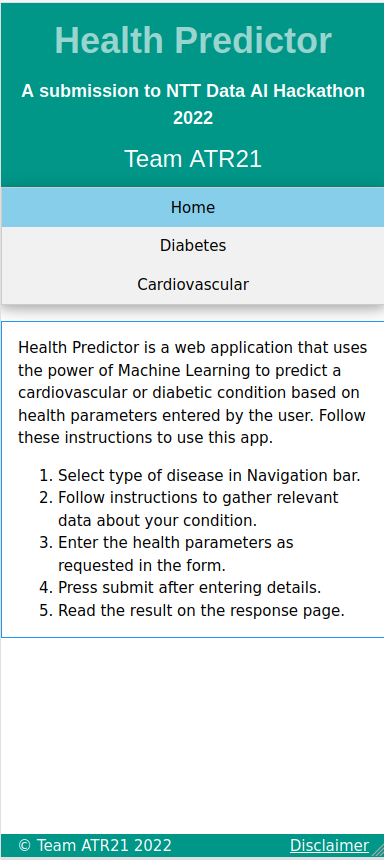 Health Predictor
A submission to NTT Data AI Hackathon
2022
Team ATR21
Home
Diabetes
Cardiovascular
Health Predictor is a web application that uses
the power of Machine Learning to predict a
cardiovascular or diabetic condition based on
health parameters entered by the user. Follow
these instructions to use this app.
1. Select type of disease in Navigation bar.
2. Follow instructions to gather relevant
data about your condition.
3. Enter the health parameters as
requested in the form.
4. Press submit after entering details.
5. Read the result on the response page.
© Team ATR21 2022 Disclaimer